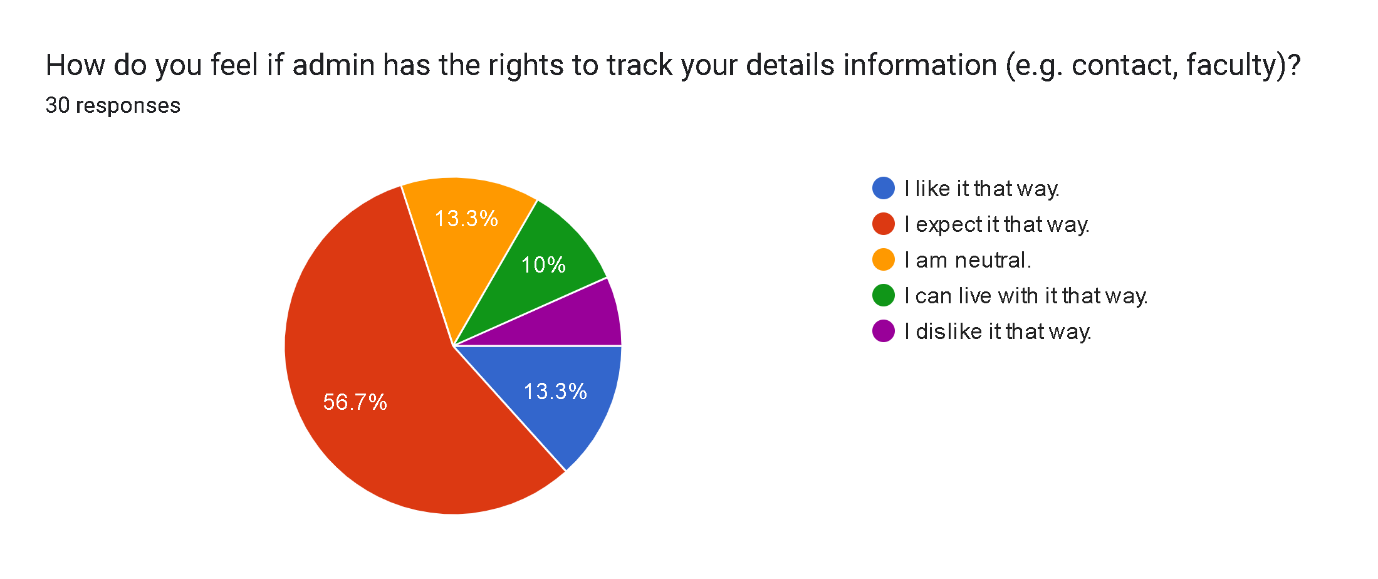 How do you feel if admin has the rights to track your details information (e.g. contact, faculty)?
30 responses
13.3%
10%
13.3%
56.7%
I like it that way.
I expect it that way.
I am neutral.
I can live with it that way.
I dislike it that way.